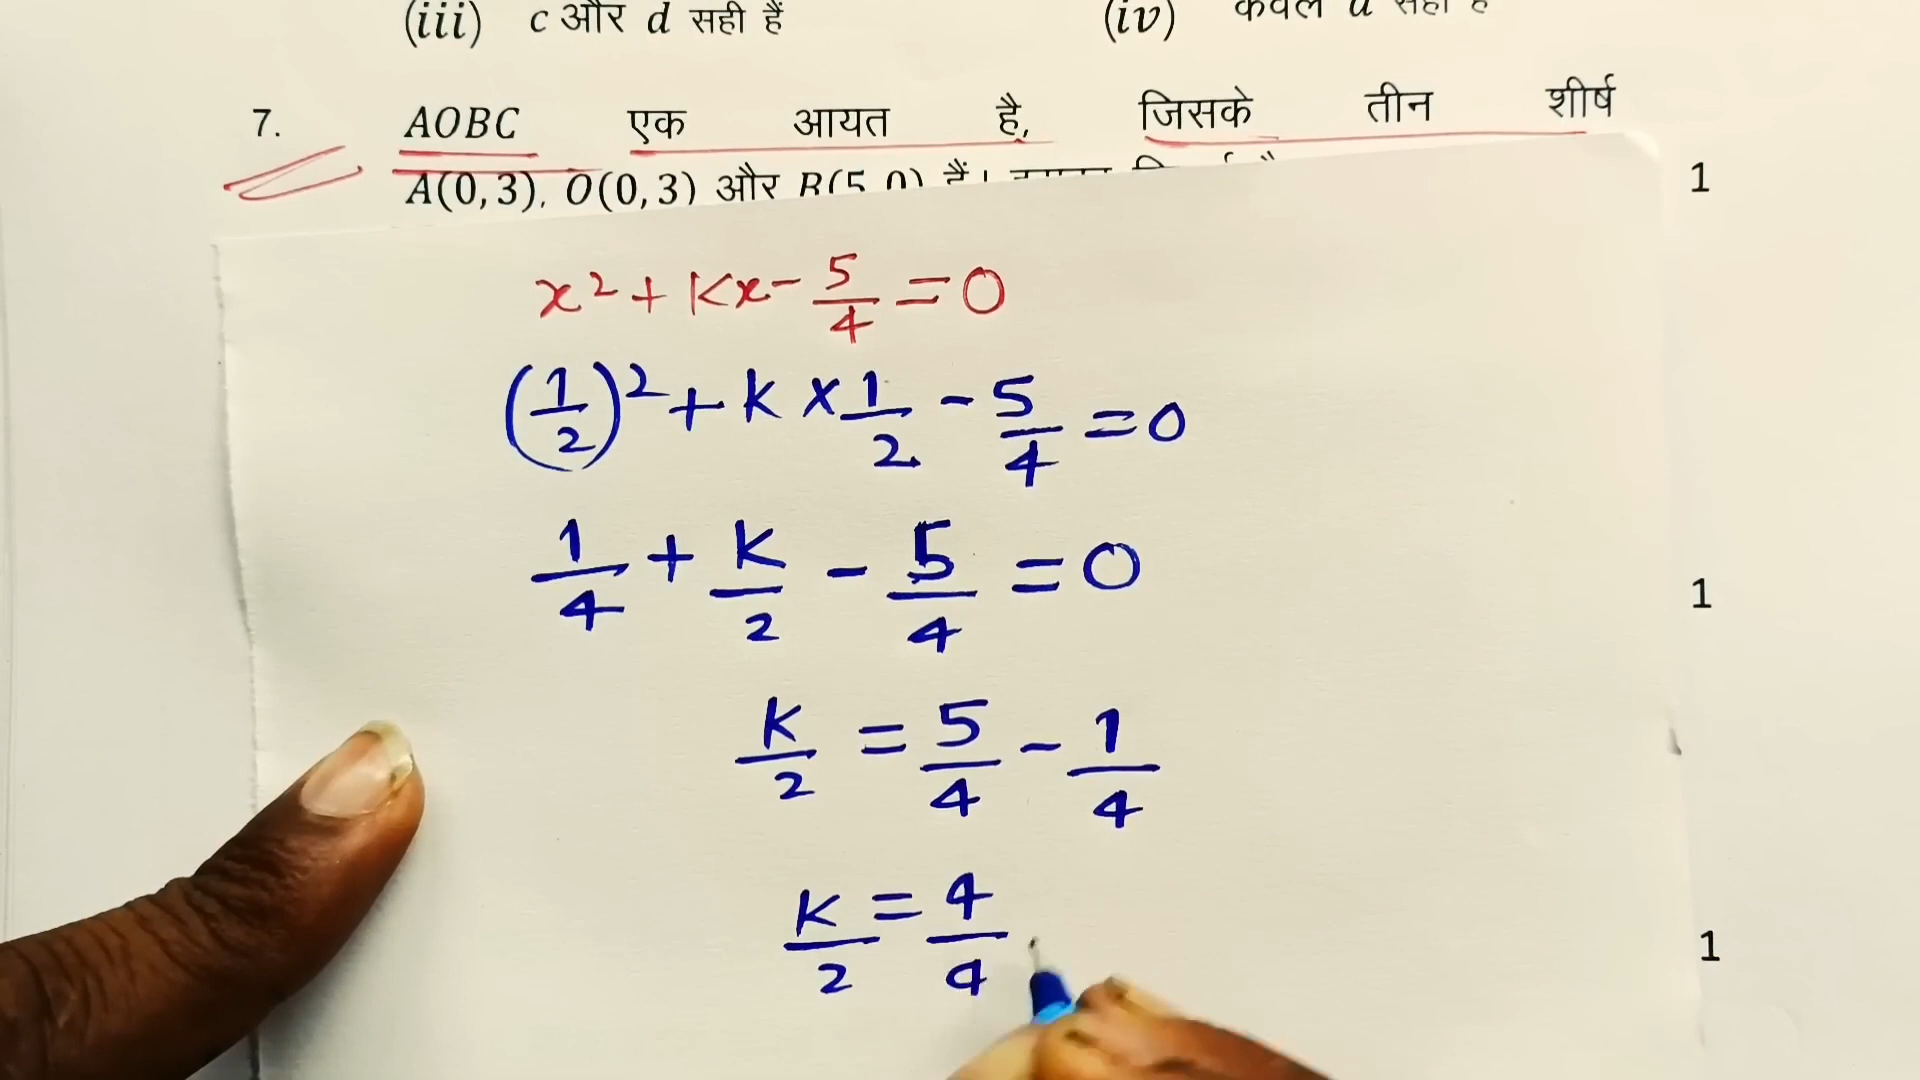 (iii) c और d सही हैं (iv)
7. AOBC एक आयत है, जिसके तीन शीर्ष
A(0,3), O(0,3) और B(5,0) हैं। 1
x² + Kx - 5/4 = 0
(1/2)² + K × 1/2 - 5/4 = 0
1/4 + K/2 - 5/4 = 0
1
K/2 = 5/4 - 1/4
K/2 = 4/4
1